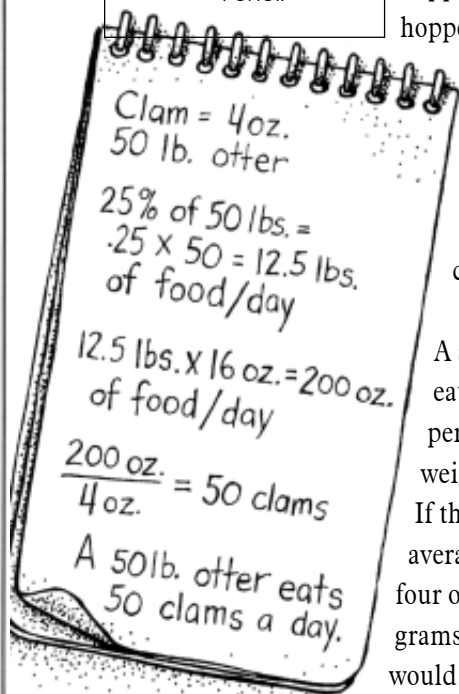 hoppe
Clam = 4oz.
50 lb. otter
25% of 50 lbs. =
.25 x 50 = 12.5 lbs.
of food/day
12.5 lbs. x 16 oz. = 200 oz.
of food/day
200 oz.
4 oz.
= 50 clams
A 50lb. otter eats
50 clams a day.
c
A
ea
per
wei
If th
avera
four o
grams
would